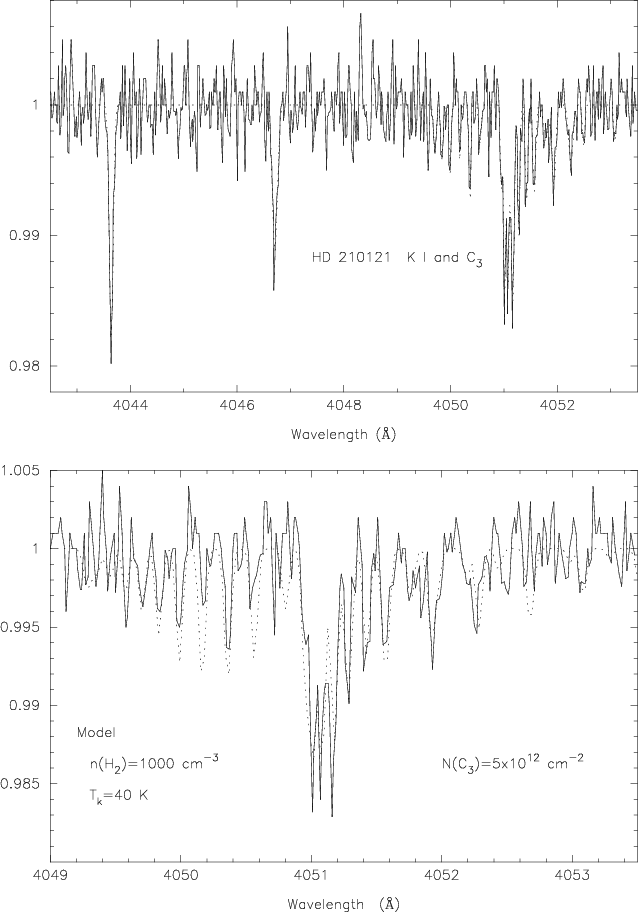 1
0.99
0.98
HD 210121 K I and C3
4044 4046 4048 4050 4052
Wavelength (Å)
1.005
1
0.995
0.99
0.985
Model
n(H2)=1000 cm−3
Tk=40 K
N(C3)=5x10^12 cm−2
4049 4050 4051 4052 4053
Wavelength (Å)